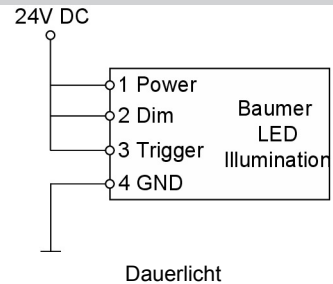 24V DC
1 Power
2 Dim
3 Trigger
4 GND
Baumer
LED
Illumination
Dauerlicht